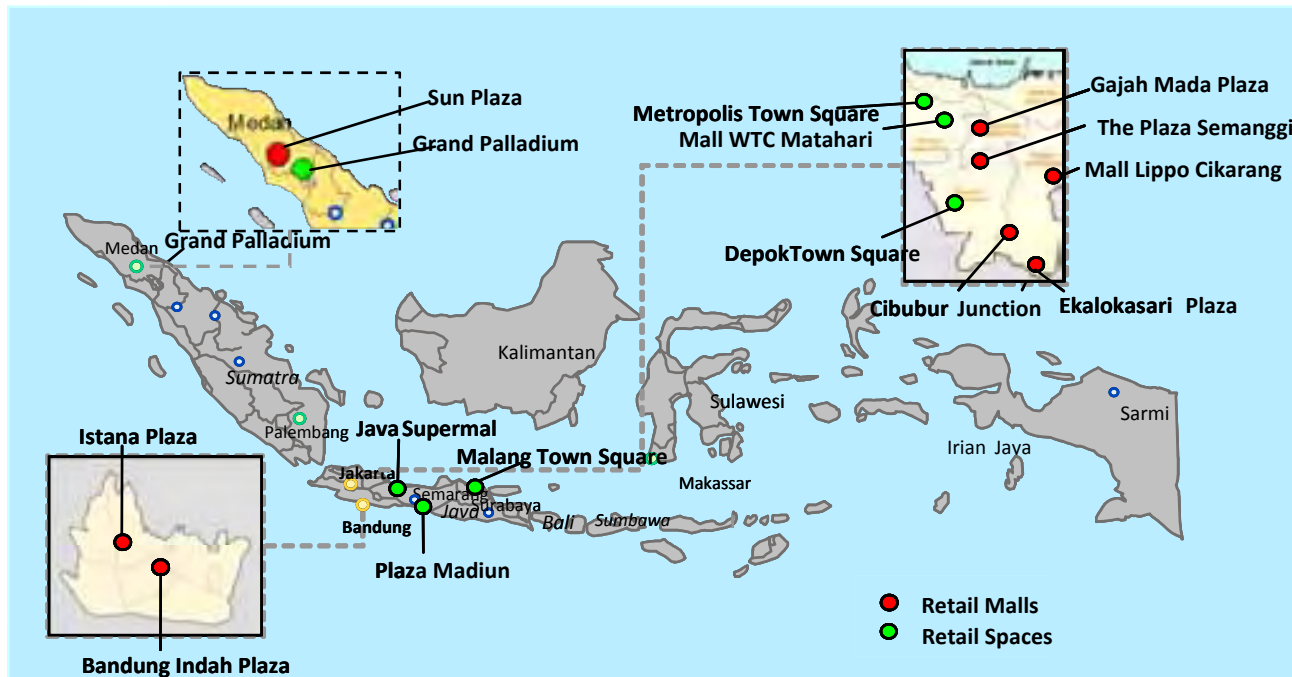 Sun Plaza
Medan
Grand Palladium
Metropolis Town Square
Mall WTC Matahari
Gajah Mada Plaza
The Plaza Semanggi
Mall Lippo Cikarang
DepokTown Square
Cibubur Junction
Ekalokasari Plaza
Medan
Grand Palladium
Kalimantan
Sumatra
Sulawesi
Sarmi
Irian Java
Palembang
Istana Plaza
Java Supermal
Malang Town Square
Jakarta
Semarang
Surabaya
Java
Bandung
Bali
Sumbawa
Makassar
Plaza Madiun
Bandung Indah Plaza
Retail Malls
Retail Spaces